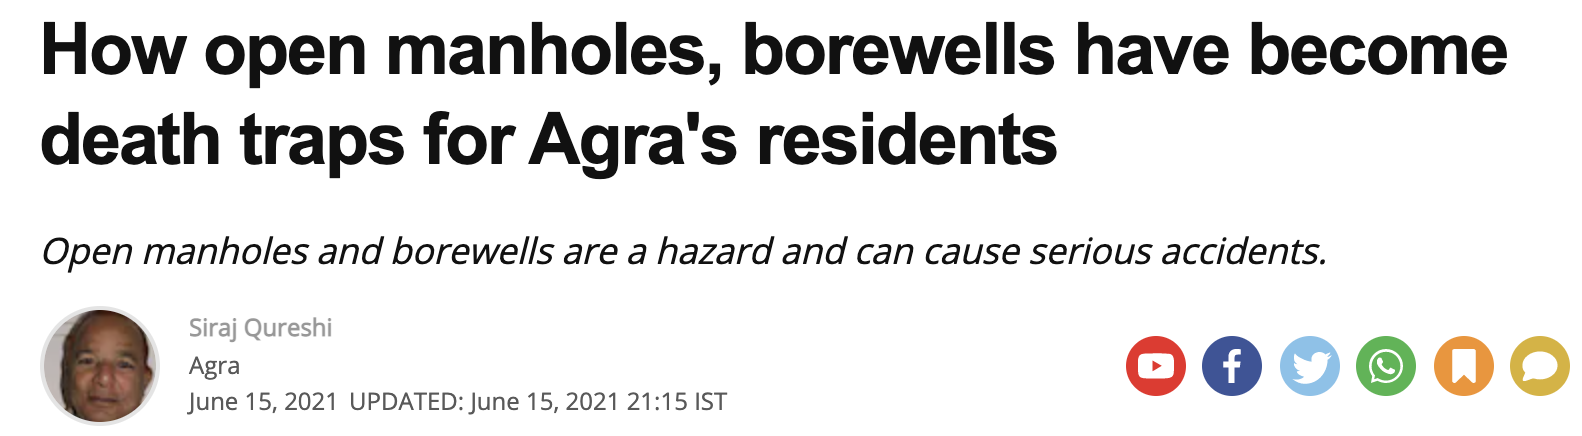 How open manholes, borewells have become
death traps for Agra's residents
Open manholes and borewells are a hazard and can cause serious accidents.
Siraj Qureshi
Agra
June 15, 2021 UPDATED: June 15, 2021 21:15 IST